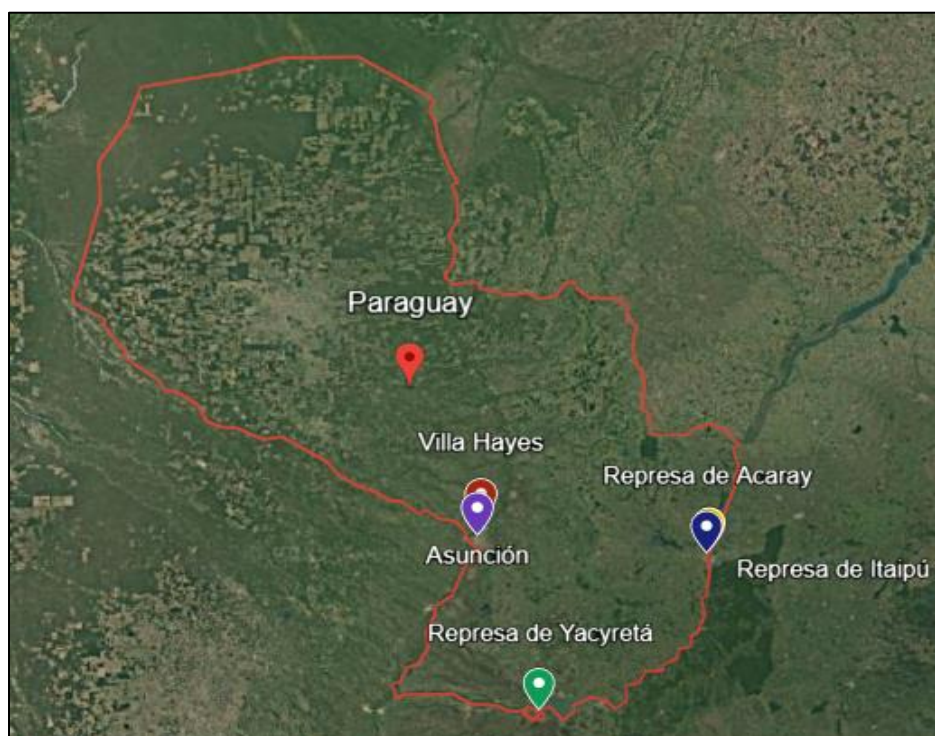 Paraguay
Villa Hayes
Represa de Acaray
Asunción
Represa de Itaipú
Represa de Yacyretá